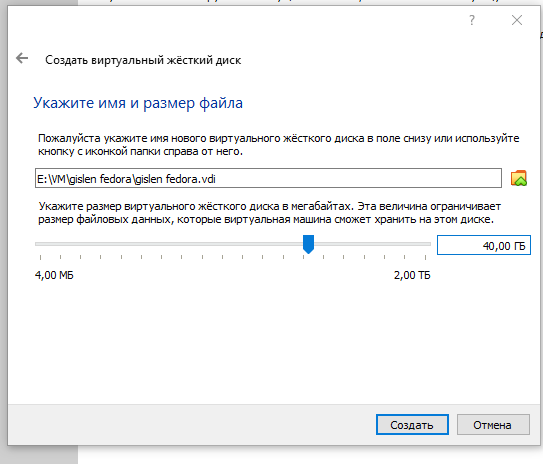 ?
Создать виртуальный жёсткий диск
Укажите имя и размер файла
Пожалуйста укажите имя нового виртуального жёсткого диска в поле снизу или используйте
кнопку с иконкой папки справа от него.
E:\VM\gislen fedora\gislen fedora.vdi
Укажите размер виртуального жёсткого диска в мегабайтах. Эта величина ограничивает
размер файловых данных, которые виртуальная машина сможет хранить на этом диске.
40,00 ГБ
4,00 МБ
2,00 ТБ
Создать
Отмена